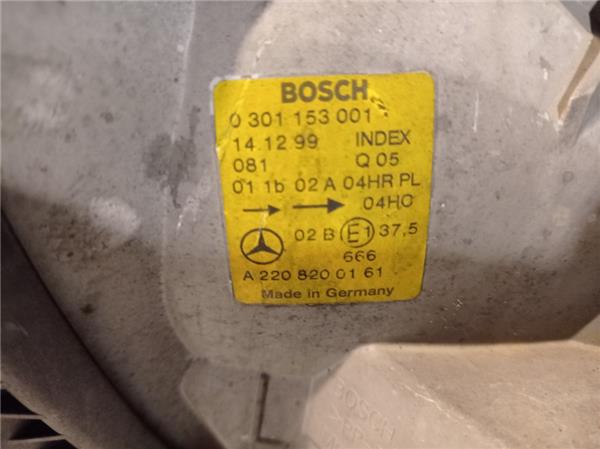 BOSCH
0 301 153 001
14.12.99 INDEX
081 Q 05
01 1b 02 A 04HR PL
04HC
02 B E1 37,5
666
A 220 820 01 61
Made in Germany
BOSCH